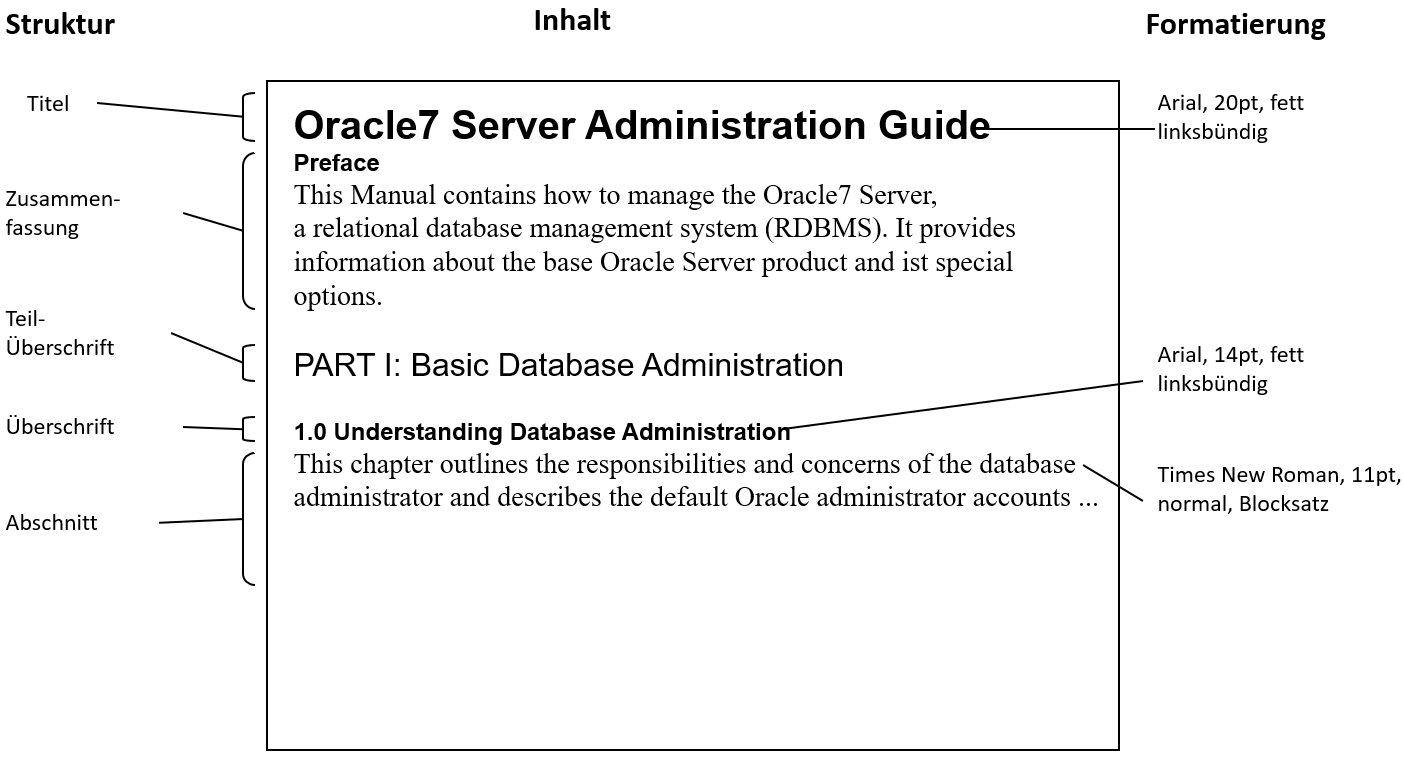 Struktur
Inhalt
Formatierung
Titel
Zusammen-
fassung
Teil-
Überschrift
Überschrift
Abschnitt
Oracle7 Server Administration Guide
Preface
This Manual contains how to manage the Oracle7 Server,
a relational database management system (RDBMS). It provides
information about the base Oracle Server product and ist special
options.
PART I: Basic Database Administration
1.0 Understanding Database Administration
This chapter outlines the responsibilities and concerns of the database
administrator and describes the default Oracle administrator accounts ...
Arial, 20pt, fett
linksbündig
Arial, 14pt, fett
linksbündig
Times New Roman, 11pt,
normal, Blocksatz